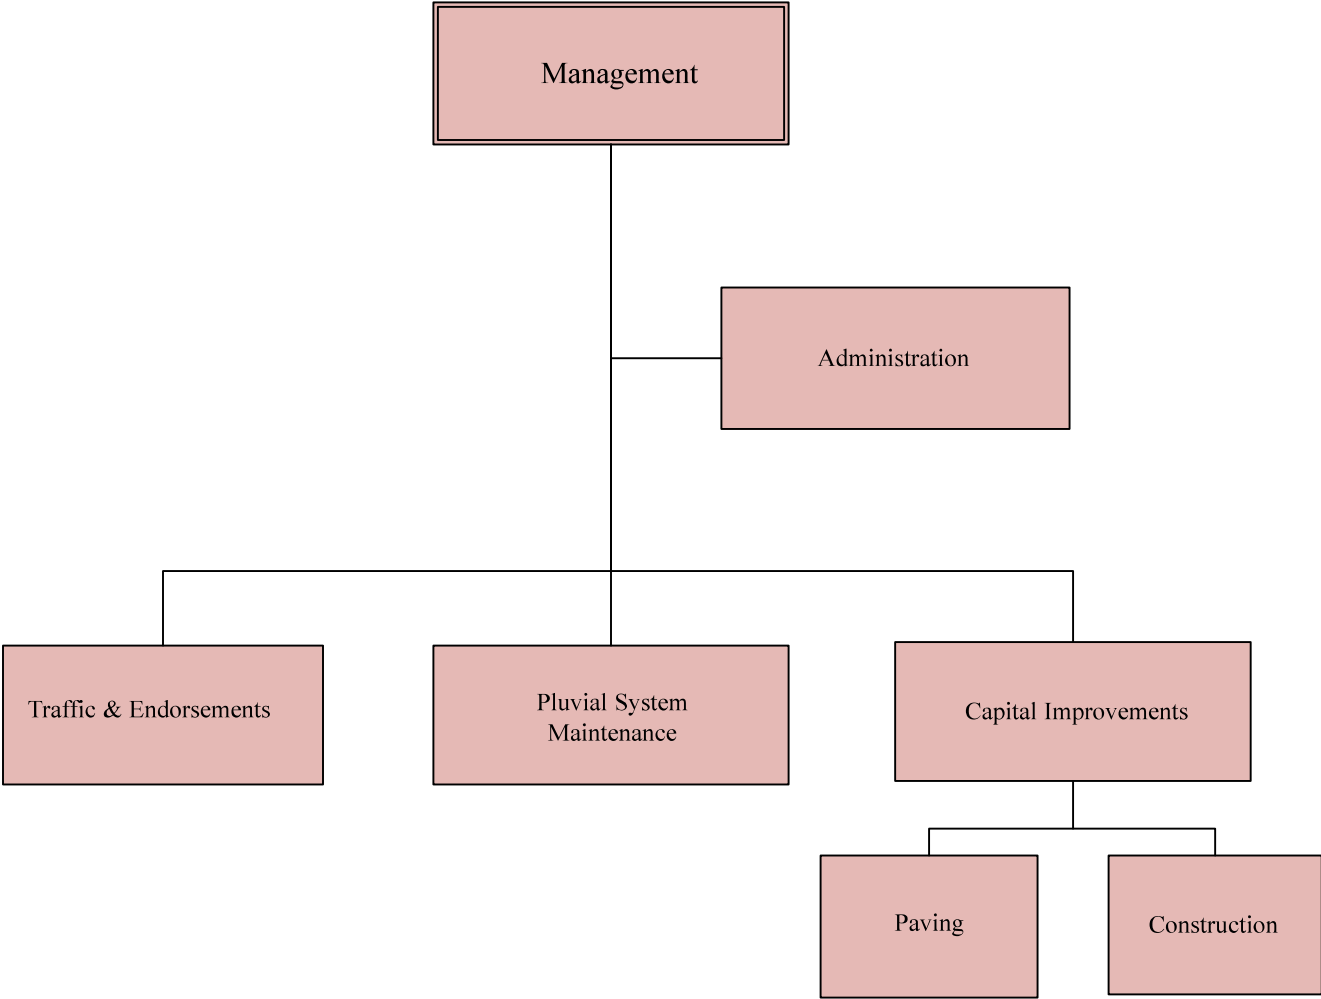 Management
Administration
Traffic & Endorsements
Pluvial System
Maintenance
Capital Improvements
Paving
Construction